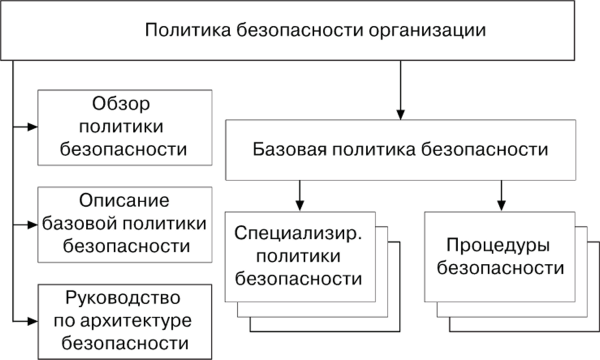 Политика безопасности организации
Обзор
политики
безопасности
Базовая политика безопасности
Описание
базовой политики
безопасности
Специализир.
политики
безопасности
Процедуры
безопасности
Руководство
по архитектуре
безопасности